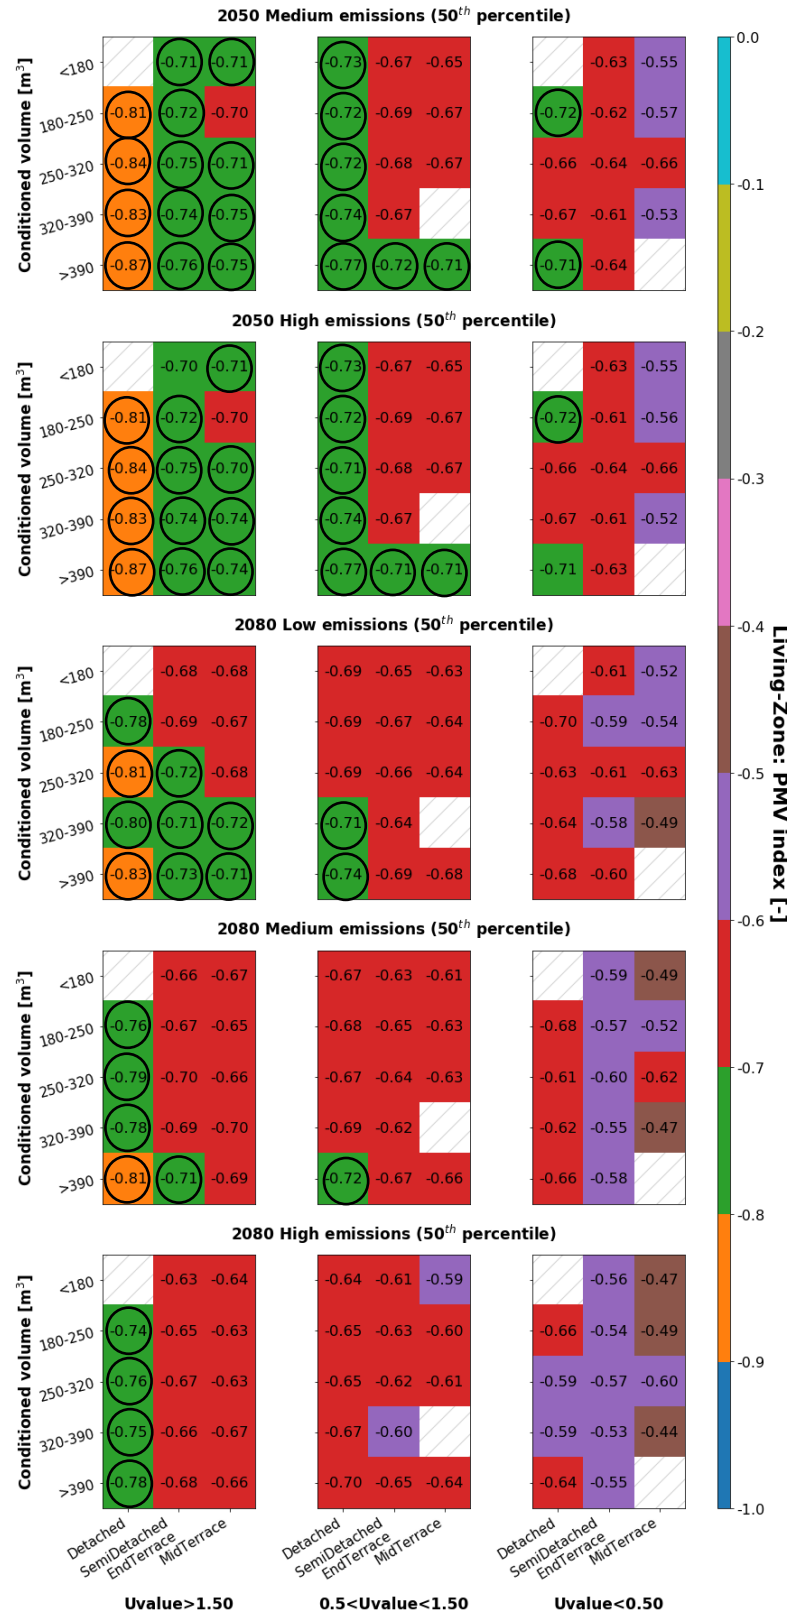 2050 Medium emissions (50th percentile)
Conditioned volume [m3]
<180 -0.71 -0.71 -0.73 -0.67 -0.65 -0.63 -0.55
180-250 -0.81 -0.72 -0.70 -0.72 -0.69 -0.67 -0.72 -0.62 -0.57
250-320 -0.84 -0.75 -0.71 -0.72 -0.68 -0.67 -0.66 -0.64 -0.66
320-390 -0.83 -0.74 -0.75 -0.74 -0.67 -0.67 -0.61 -0.53
>390 -0.87 -0.76 -0.75 -0.77 -0.72 -0.71 -0.71 -0.64
2050 High emissions (50th percentile)
Conditioned volume [m3]
<180 -0.70 -0.71 -0.73 -0.67 -0.65 -0.63 -0.55
180-250 -0.81 -0.72 -0.70 -0.72 -0.69 -0.67 -0.72 -0.61 -0.56
250-320 -0.84 -0.75 -0.70 -0.71 -0.68 -0.67 -0.66 -0.64 -0.66
320-390 -0.83 -0.74 -0.74 -0.74 -0.67 -0.67 -0.61 -0.52
>390 -0.87 -0.76 -0.74 -0.77 -0.71 -0.71 -0.71 -0.63
2080 Low emissions (50th percentile)
Conditioned volume [m3]
<180 -0.68 -0.68 -0.69 -0.65 -0.63 -0.61 -0.52
180-250 -0.78 -0.69 -0.67 -0.69 -0.67 -0.64 -0.70 -0.59 -0.54
250-320 -0.81 -0.72 -0.68 -0.69 -0.66 -0.64 -0.63 -0.61 -0.63
320-390 -0.80 -0.71 -0.72 -0.71 -0.64 -0.64 -0.58 -0.49
>390 -0.83 -0.73 -0.71 -0.74 -0.69 -0.68 -0.68 -0.60
2080 Medium emissions (50th percentile)
Conditioned volume [m3]
<180 -0.66 -0.67 -0.67 -0.63 -0.61 -0.59 -0.49
180-250 -0.76 -0.67 -0.65 -0.68 -0.65 -0.63 -0.68 -0.57 -0.52
250-320 -0.79 -0.70 -0.66 -0.67 -0.64 -0.63 -0.61 -0.60 -0.62
320-390 -0.78 -0.69 -0.70 -0.69 -0.62 -0.62 -0.55 -0.47
>390 -0.81 -0.71 -0.69 -0.72 -0.67 -0.66 -0.66 -0.58
2080 High emissions (50th percentile)
Conditioned volume [m3]
<180 -0.63 -0.64 -0.64 -0.61 -0.59 -0.56 -0.47
180-250 -0.74 -0.65 -0.63 -0.65 -0.63 -0.60 -0.66 -0.54 -0.49
250-320 -0.76 -0.67 -0.63 -0.65 -0.62 -0.61 -0.59 -0.57 -0.60
320-390 -0.75 -0.66 -0.67 -0.67 -0.60 -0.59 -0.53 -0.44
>390 -0.78 -0.68 -0.66 -0.70 -0.65 -0.64 -0.64 -0.55
Detached
SemiDetached
EndTerrace
MidTerrace
Detached
SemiDetached
EndTerrace
MidTerrace
Detached
SemiDetached
EndTerrace
MidTerrace
Uvalue>1.50
0.5<Uvalue<1.50
Uvalue<0.50
0.0
-0.1
-0.2
-0.3
-0.4
-0.5
-0.6
-0.7
-0.8
-0.9
-1.0
Living-Zone: PMV index [-]